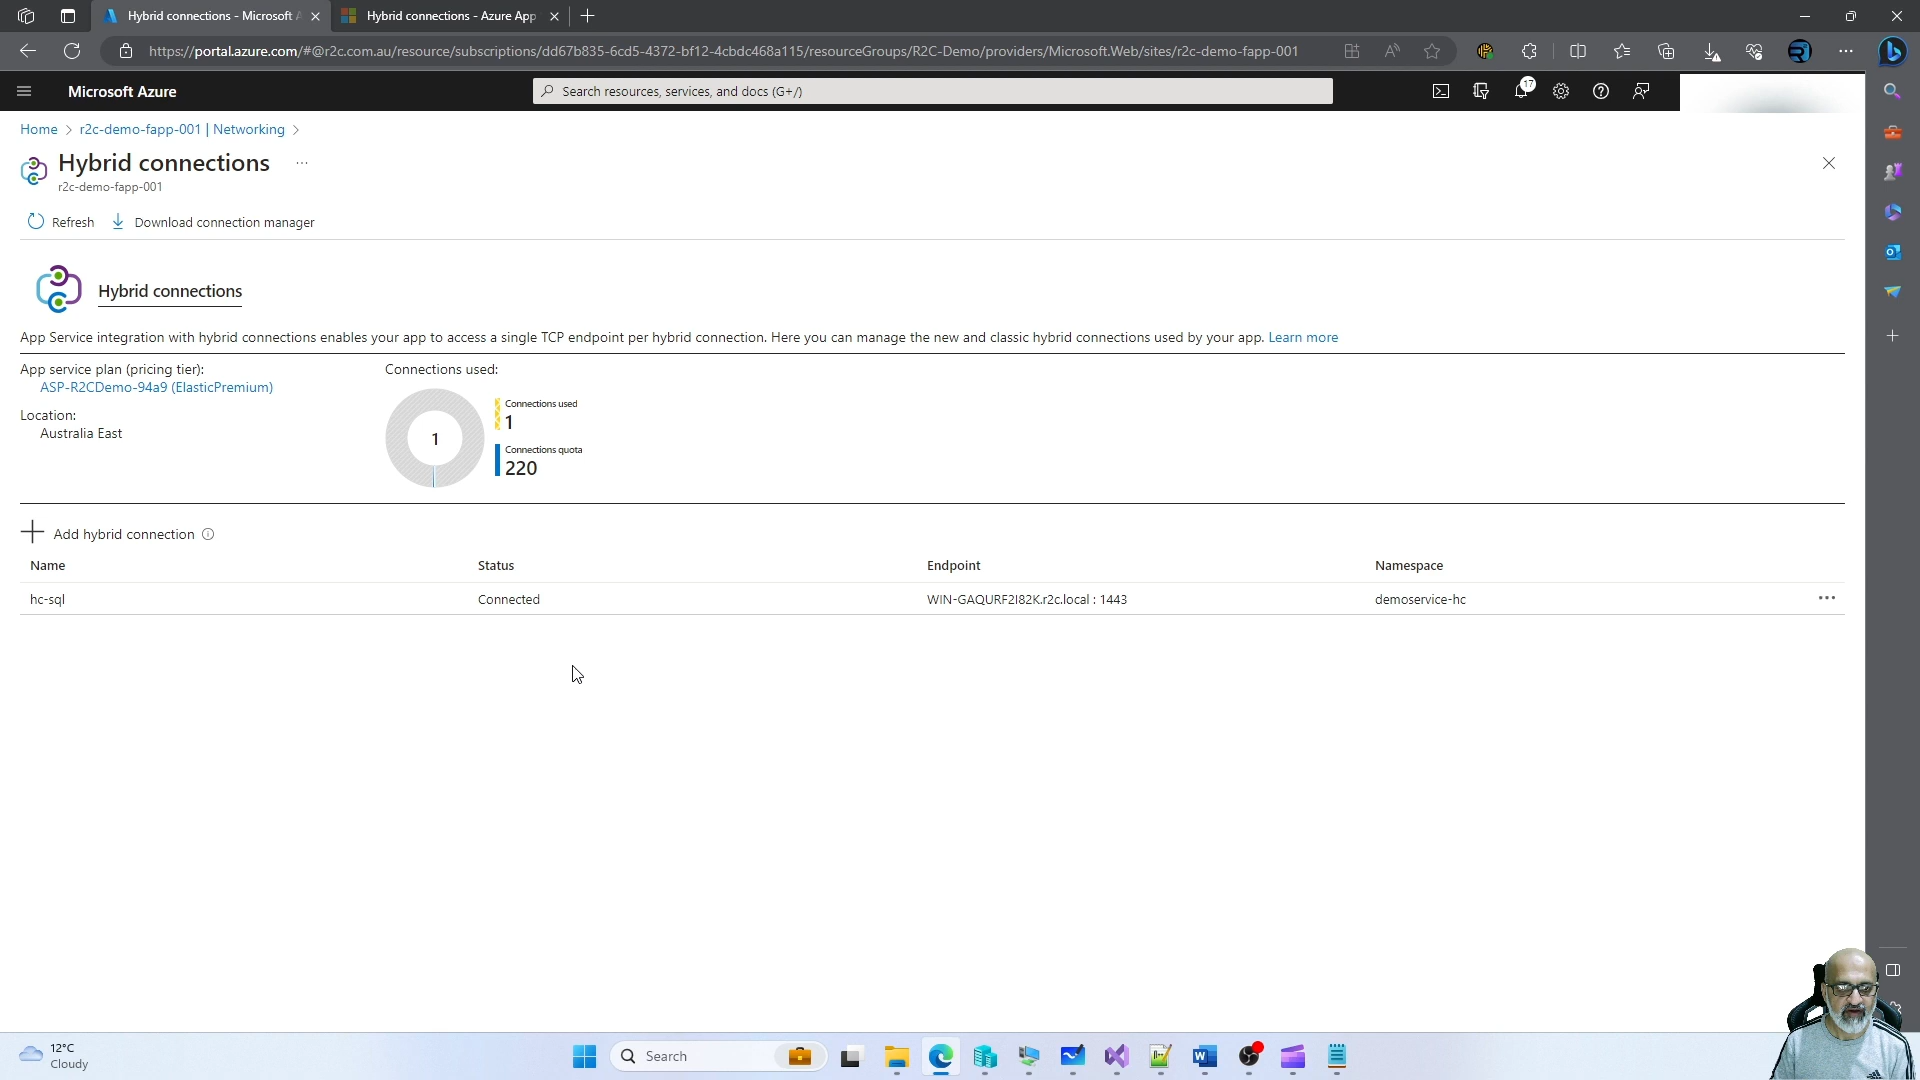 Hybrid connections - Microsoft A
Hybrid connections - Azure App
https://portal.azure.com/#@r2c.com.au/resource/subscriptions/dd67b835-6cd5-4372-bf12-4cbdc468a115/resourceGroups/R2C-Demo/providers/Microsoft.Web/sites/r2c-demo-fapp-001
Microsoft Azure
Search resources, services, and docs (G+/)
17
Home > r2c-demo-fapp-001 | Networking >
Hybrid connections ...
r2c-demo-fapp-001
Refresh Download connection manager
Hybrid connections
App Service integration with hybrid connections enables your app to access a single TCP endpoint per hybrid connection. Here you can manage the new and classic hybrid connections used by your app. Learn more
App service plan (pricing tier):
ASP-R2CDemo-94a9 (ElasticPremium)
Location:
Australia East
Connections used:
1
Connections used
1
Connections quota
220
Add hybrid connection
Name Status Endpoint Namespace
hc-sql Connected WIN-GAQURF2I82K.r2c.local : 1443 demoservice-hc
12°C
Cloudy
Search